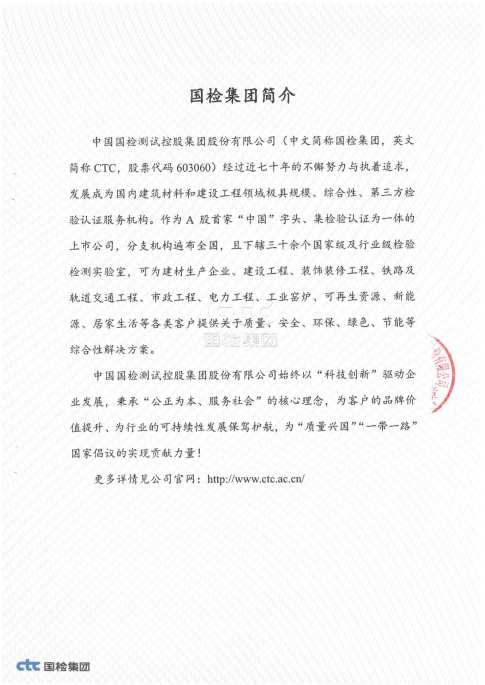 国检集团简介
中国国检测试控股集团股份有限公司（中文简称国检集团，英文
简称 CTC，股票代码 603060）经过近七十年的不懈努力与执着追求，
发展成为国内建筑材料和建设工程领域极具规模、综合性、第三方检
验认证服务机构。作为 A 股首家“中国”字头、集检验认证为一体的
上市公司，分支机构遍布全国，且下辖三十余个国家级及行业级检验
检测实验室，可为建材生产企业、建设工程、装饰装修工程、铁路及
轨道交通工程、市政工程、电力工程、工业窑炉、可再生资源、新能
源、居家生活等各类客户提供关于质量、安全、环保、绿色、节能等
综合性解决方案。
国检集团
中国国检测试控股集团股份有限公司始终以“科技创新”驱动企
业发展，秉承“公正为本、服务社会”的核心理念，为客户的品牌价
值提升、为行业的可持续性发展保驾护航，为“质量兴国”“一带一路”
国家倡议的实现贡献力量！
有限公司
更多详情见公司官网：http://www.ctc.ac.cn/
ctc 国检集团